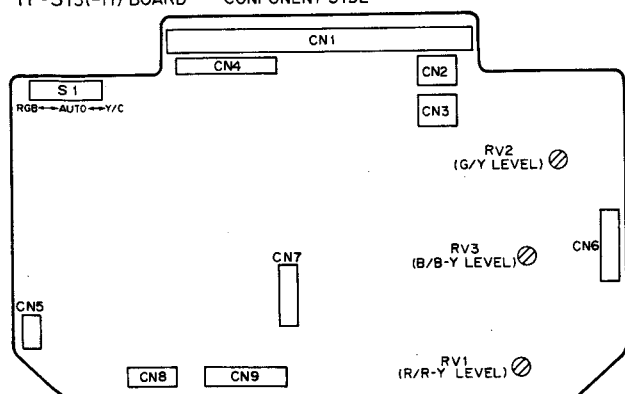 BOARD COMPONENT SIDE
CN1
CN4
CN2
S1
RGB↔AUTO↔Y/C
CN3
RV2
(G/Y LEVEL)
RV3
(B/B-Y LEVEL)
CN6
CN7
CN5
RV1
(R/R-Y LEVEL)
CN8
CN9